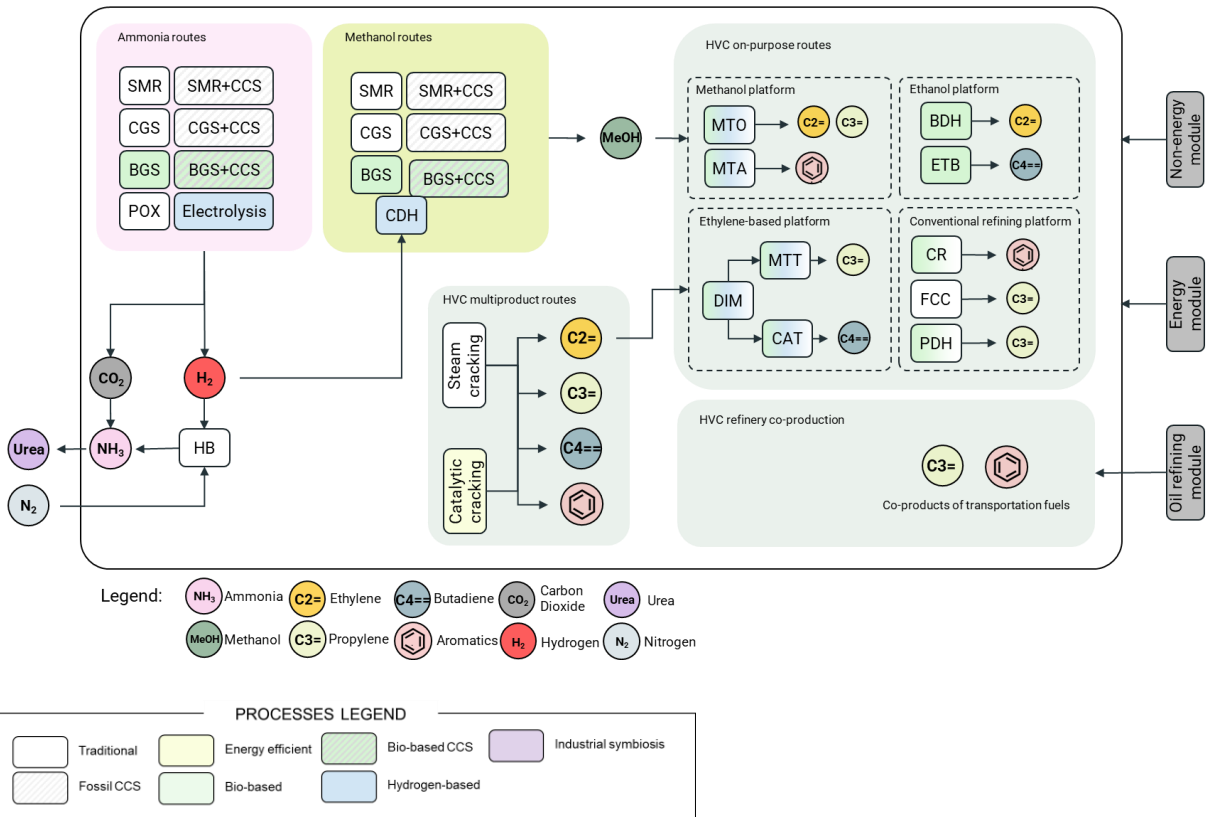 Ammonia routes
SMR
SMR+CCS
CGS
CGS+CCS
BGS
BGS+CCS
POX
Electrolysis
Methanol routes
SMR
SMR+CCS
CGS
CGS+CCS
BGS
BGS+CCS
CDH
MeOH
HVC on-purpose routes
Methanol platform
MTO
C2=
C3=
MTA
Ethanol platform
BDH
C2=
ETB
C4==
Ethylene-based platform
DIM
MTT
C3=
CAT
C4==
Conventional refining platform
CR
FCC
C3=
PDH
C3=
Non-energy
module
Energy
module
Oil refining
module
CO₂
H₂
Urea
NH₃
HB
N₂
HVC multiproduct routes
Steam
cracking
Catalytic
cracking
C2=
C3=
C4==
HVC refinery co-production
C3=
Co-products of transportation fuels
Legend:
NH₃ Ammonia
C2= Ethylene
C4== Butadiene
CO₂ Carbon
Dioxide
Urea Urea
MeOH Methanol
C3= Propylene
Aromatics
H₂ Hydrogen
N₂ Nitrogen
PROCESSES LEGEND
Traditional
Energy efficient
Bio-based CCS
Industrial symbiosis
Fossil CCS
Bio-based
Hydrogen-based